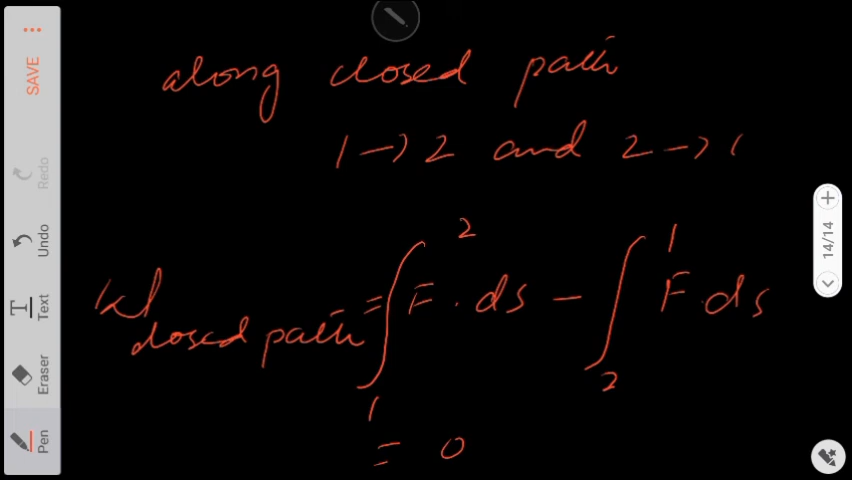 SAVE
Redo
Undo
Text
Eraser
Pen
14/14
along closed path
1 → 2 and 2 → 1
W closed path = ∫₁² F . ds − ∫₂¹ F . ds
= 0